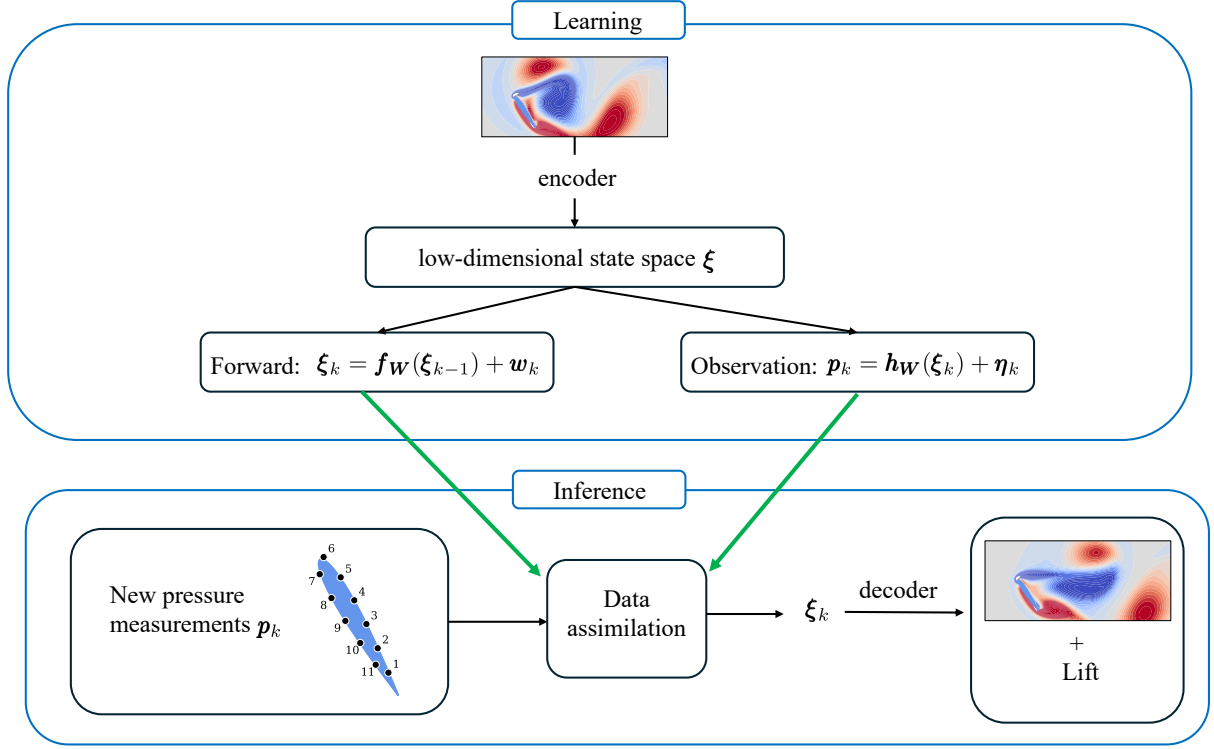 Learning
encoder
low-dimensional state space ξ
Forward: ξ_k = f_W(ξ_{k−1}) + w_k
Observation: p_k = h_W(ξ_k) + η_k
Inference
New pressure
measurements p_k
6
5
7
4
8
3
9
2
10
1
11
Data
assimilation
ξ_k
decoder
+
Lift